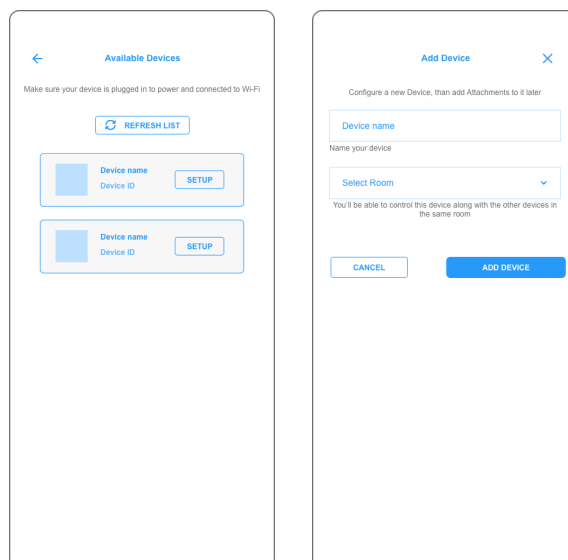 Available Devices
Make sure your device is plugged in to power and connected to Wi-Fi
REFRESH LIST
Device name
Device ID
SETUP
Device name
Device ID
SETUP
Add Device
Configure a new Device, than add Attachments to it later
Device name
Name your device
Select Room
You'll be able to control this device along with the other devices in
the same room
CANCEL
ADD DEVICE